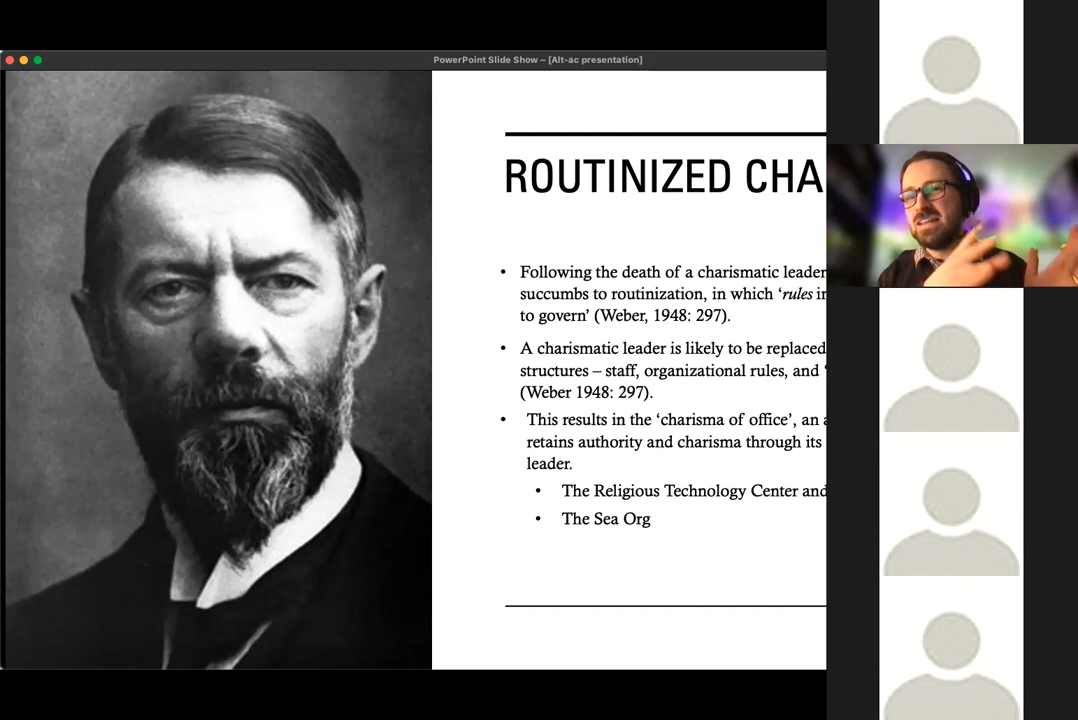 PowerPoint Slide Show – [Alt-ac presentation]
ROUTINIZED CHA
• Following the death of a charismatic leader
succumbs to routinization, in which ‘rules in
to govern’ (Weber, 1948: 297).
• A charismatic leader is likely to be replaced
structures – staff, organizational rules, and ‘
(Weber 1948: 297).
• This results in the ‘charisma of office’, an a
retains authority and charisma through its
leader.
• The Religious Technology Center and
• The Sea Org